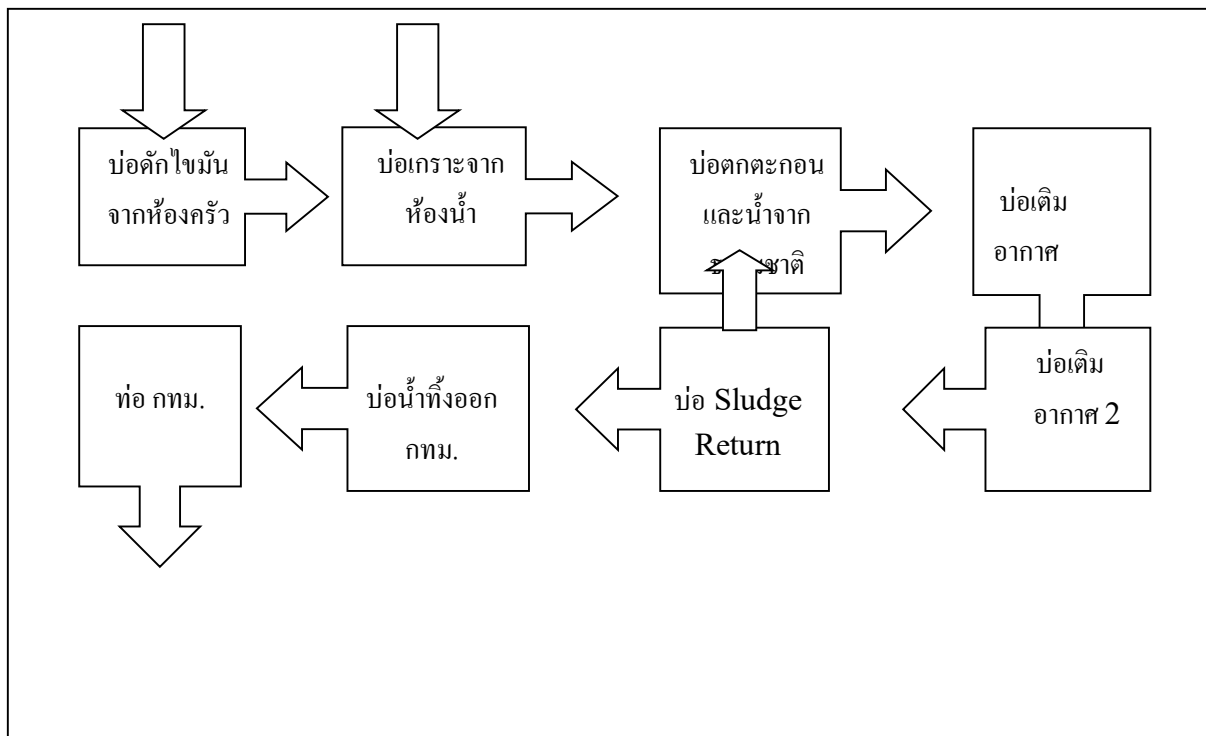 บ่อดักไขมัน
จากห้องครัว
บ่อเกราะจาก
ห้องน้ำ
บ่อตกตะกอน
และน้ำจาก
บ่อเติม
อากาศ
ท่อ กทม.
บ่อน้ำทิ้งออก
กทม.
บ่อ Sludge
Return
บ่อเติม
อากาศ 2